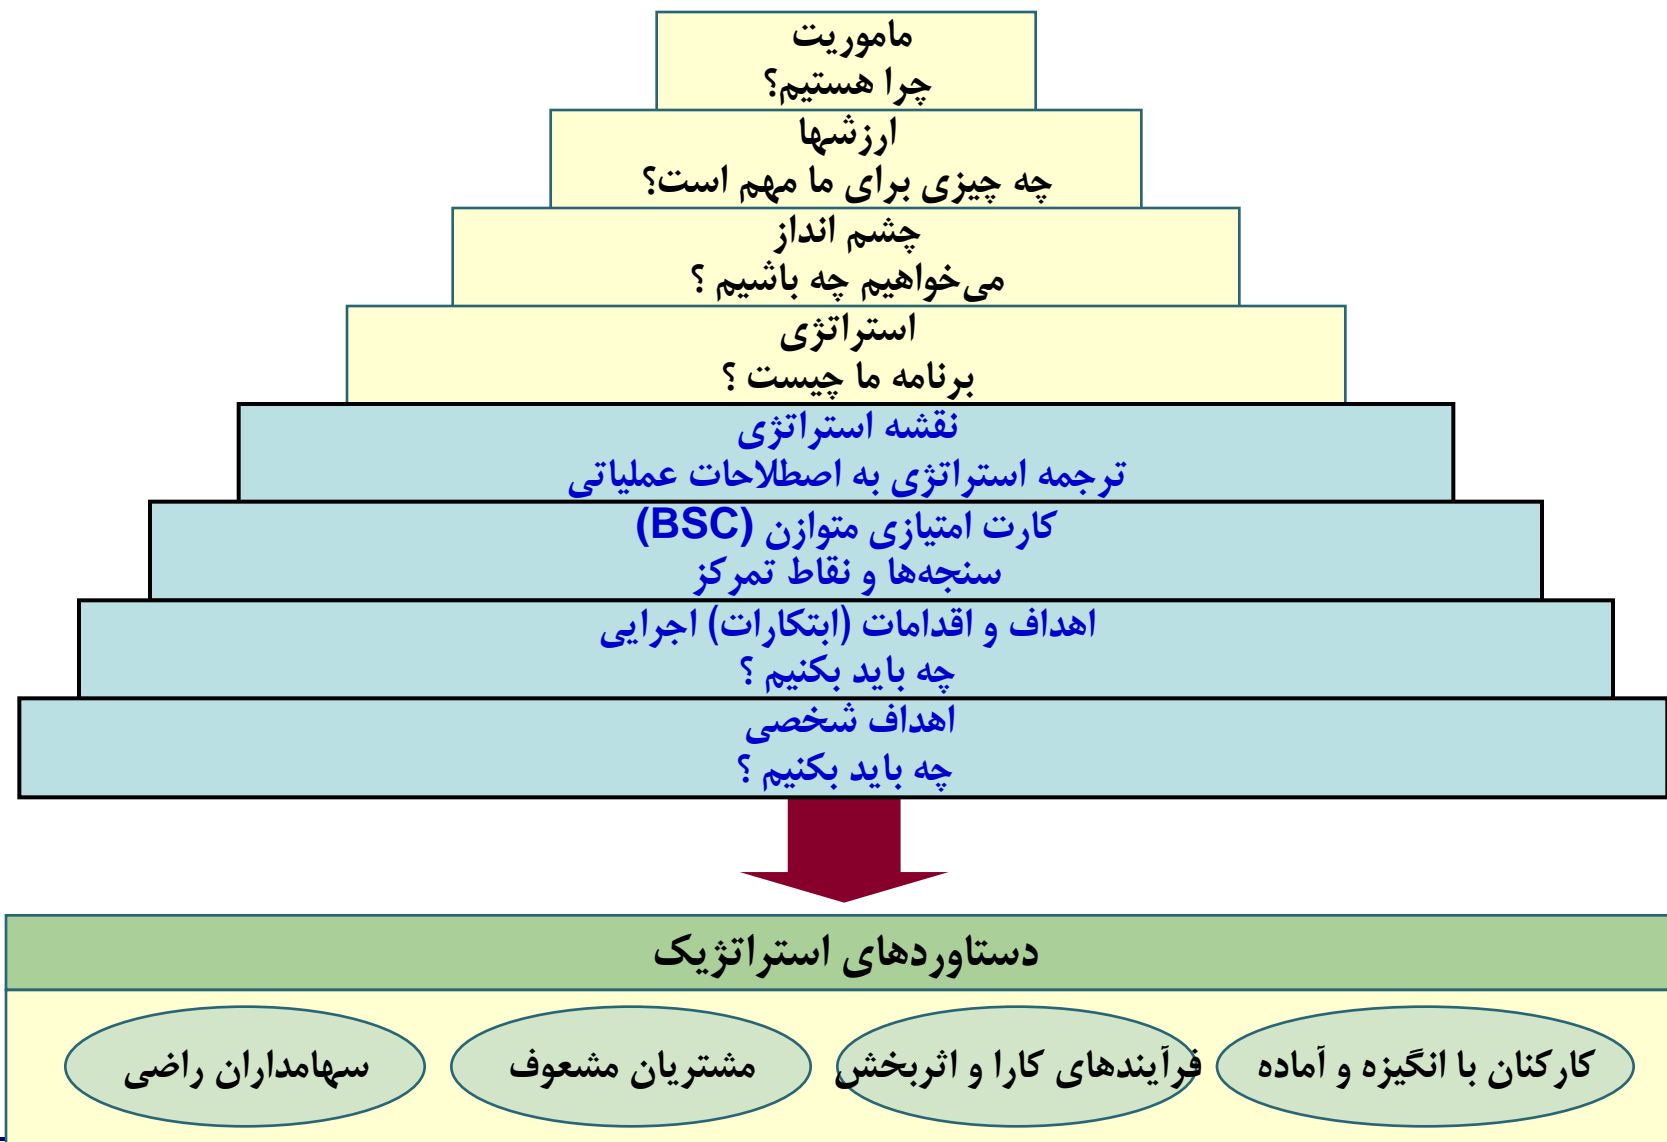 ماموریت
چرا هستیم؟
ارزشها
چه چیزی برای ما مهم است؟
چشم انداز
می‌خواهیم چه باشیم ؟
استراتژی
برنامه ما چیست ؟
نقشه استراتژی
ترجمه استراتژی به اصطلاحات عملیاتی
کارت امتیازی متوازن (BSC)
سنجه‌ها و نقاط تمرکز
اهداف و اقدامات (ابتکارات) اجرایی
چه باید بکنیم ؟
اهداف شخصی
چه باید بکنیم ؟
دستاوردهای استراتژیک
کارکنان با انگیزه و آماده
فرآیندهای کارا و اثربخش
مشتریان مشعوف
سهامداران راضی